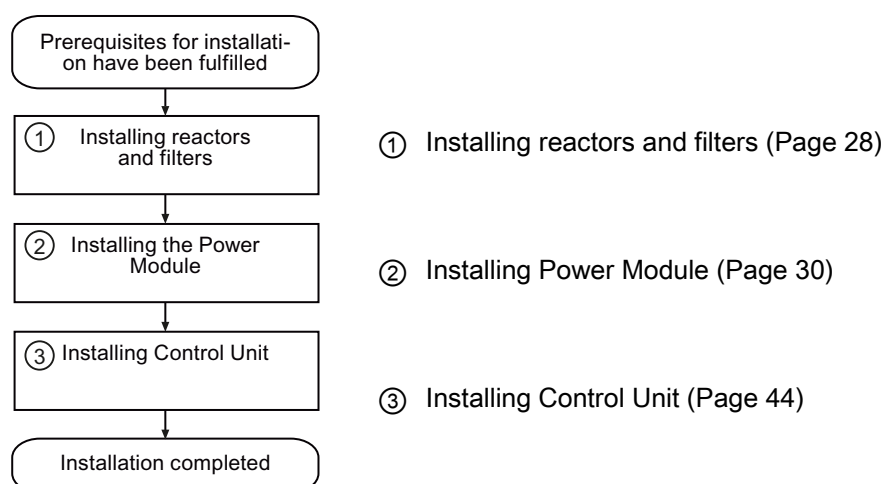 Prerequisites for installati-
on have been fulfilled
① Installing reactors
and filters
① Installing reactors and filters (Page 28)
② Installing the Power
Module
② Installing Power Module (Page 30)
③ Installing Control Unit
③ Installing Control Unit (Page 44)
Installation completed